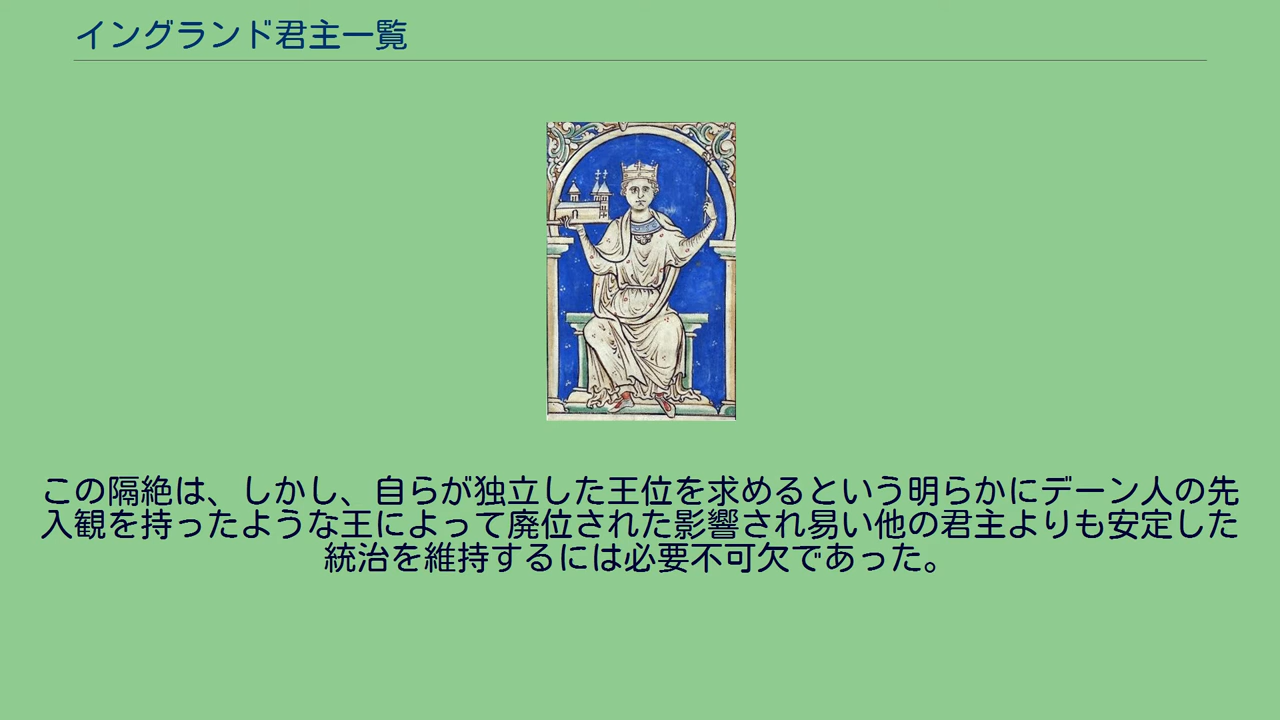 イングランド君主一覧
この隔絶は、しかし、自らが独立した王位を求めるという明らかにデーン人の先
入観を持ったような王によって廃位された影響され易い他の君主よりも安定した
統治を維持するには必要不可欠であった。